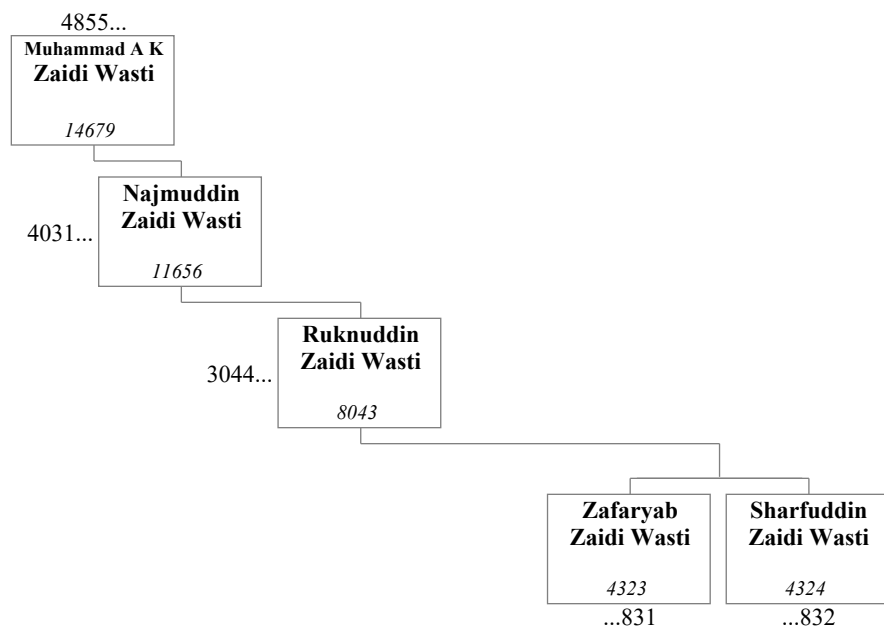 4855...
Muhammad A K
Zaidi Wasti
14679
Najmuddin
Zaidi Wasti
4031...
11656
Ruknuddin
Zaidi Wasti
3044...
8043
Zafaryab
Zaidi Wasti
4323
...831
Sharfuddin
Zaidi Wasti
4324
...832